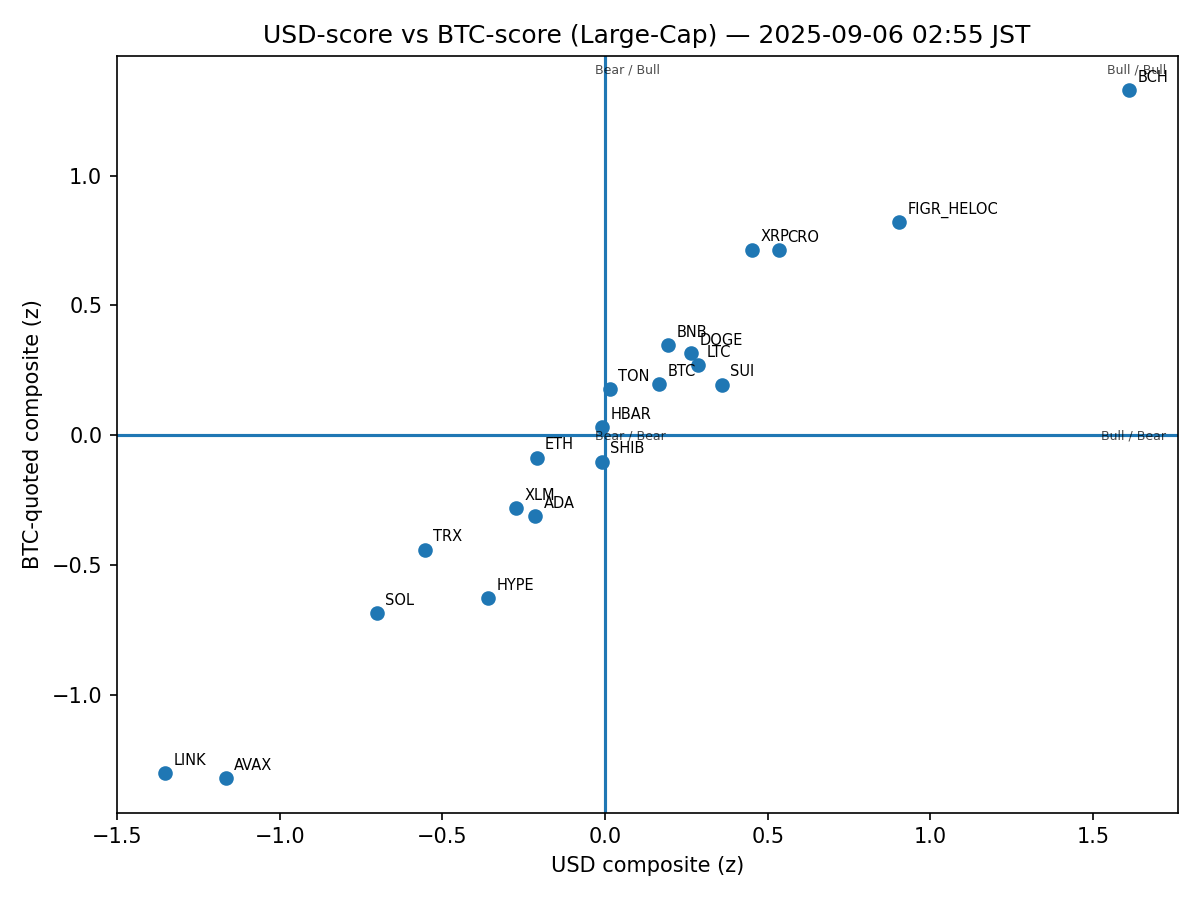 USD-score vs BTC-score (Large-Cap) — 2025-09-06 02:55 JST
Bear / Bull
Bull / Bull
BCH
FIGR_HELOC
XRP
CRO
BNB
DOGE
LTC
BTC
SUI
TON
HBAR
Bear / Bear
Bull / Bear
ETH
SHIB
XLM
ADA
TRX
HYPE
SOL
LINK
AVAX
1.0
0.5
0.0
−0.5
−1.0
BTC-quoted composite (z)
−1.5
−1.0
−0.5
0.0
0.5
1.0
1.5
USD composite (z)